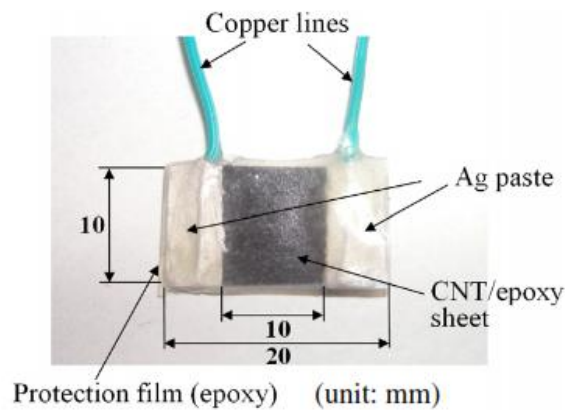 Copper lines
Ag paste
10
CNT/epoxy
sheet
10
20
Protection film (epoxy) (unit: mm)